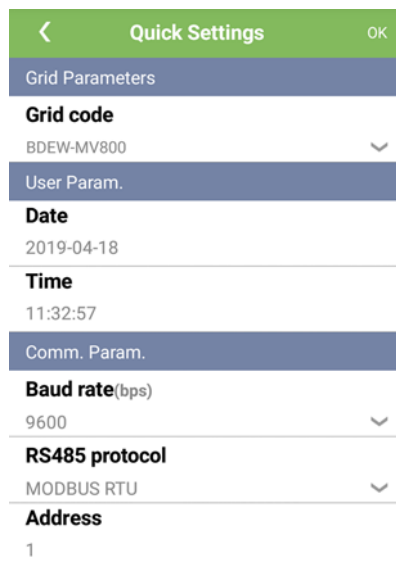 Quick Settings OK
Grid Parameters
Grid code
BDEW-MV800
User Param.
Date
2019-04-18
Time
11:32:57
Comm. Param.
Baud rate(bps)
9600
RS485 protocol
MODBUS RTU
Address
1